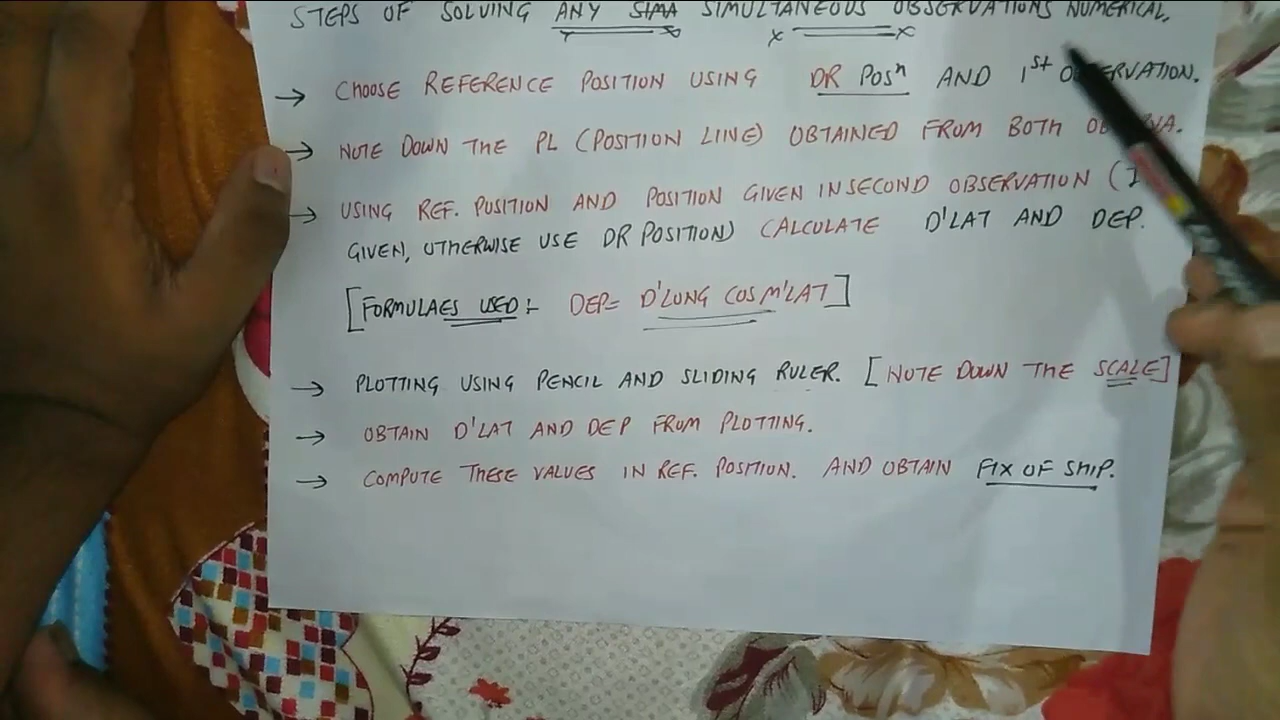 STEPS OF SOLVING ANY SIMA SIMULTANEOUS OBSERVATIONS NUMERICAL.
→ CHOOSE REFERENCE POSITION USING DR POSⁿ AND 1ˢᵗ OBSERVATION.
→ NOTE DOWN THE PL (POSITION LIINE) OBTAINED FROM BOTH
→ USING REF. POSITION AND POSITION GIVEN IN SECOND OBSERVATION (
GIVEN, OTHERWISE USE DR POSITION) CALCULATE D'LAT AND DEP.
[FORMULAES USED:- DEP= D'LONG COS M'LAT]
→ PLOTTING USING PENCIL AND SLIDING RULER. [NOTE DOWN THE SCALE]
→ OBTAIN D'LAT AND DEP FROM PLOTTING.
→ COMPUTE THESE VALUES IN REF. POSITION. AND OBTAIN FIX OF SHIP.